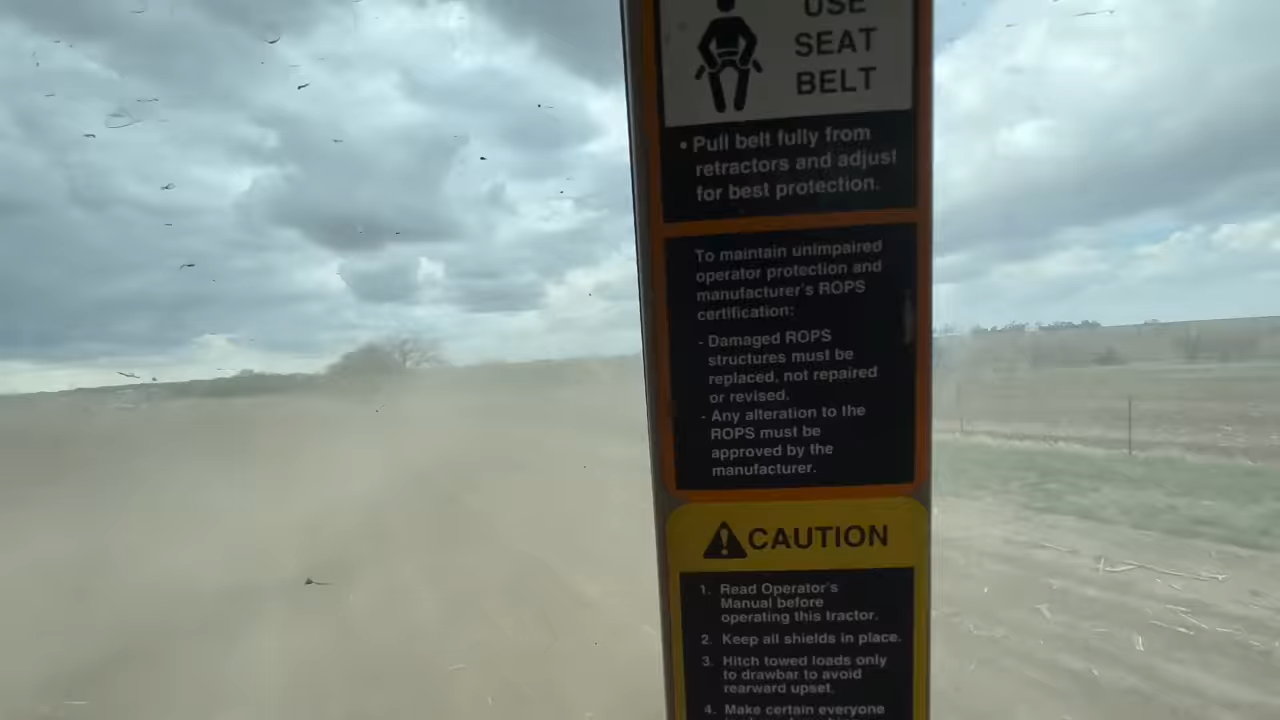 USE
SEAT
BELT
• Pull belt fully from
retractors and adjust
for best protection.
To maintain unimpaired
operator protection and
manufacturer's ROPS
certification:
- Damaged ROPS
structures must be
replaced, not repaired
or revised.
- Any alteration to the
ROPS must be
approved by the
manufacturer.
CAUTION
1. Read Operator's
Manual before
operating this tractor.
2. Keep all shields in place.
3. Hitch towed loads only
to drawbar to avoid
rearward upset.
4. Make certain everyone